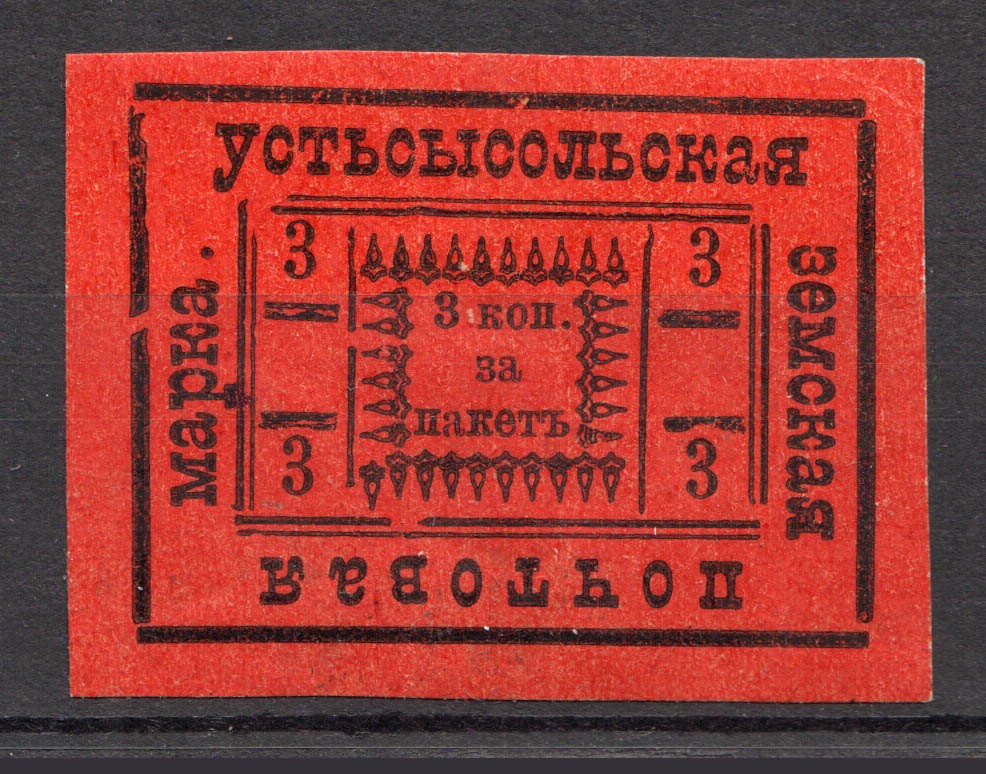 устьсысольская
земская
почтовая
марка.
3 3
3 коп.
за
пакетъ
3 3